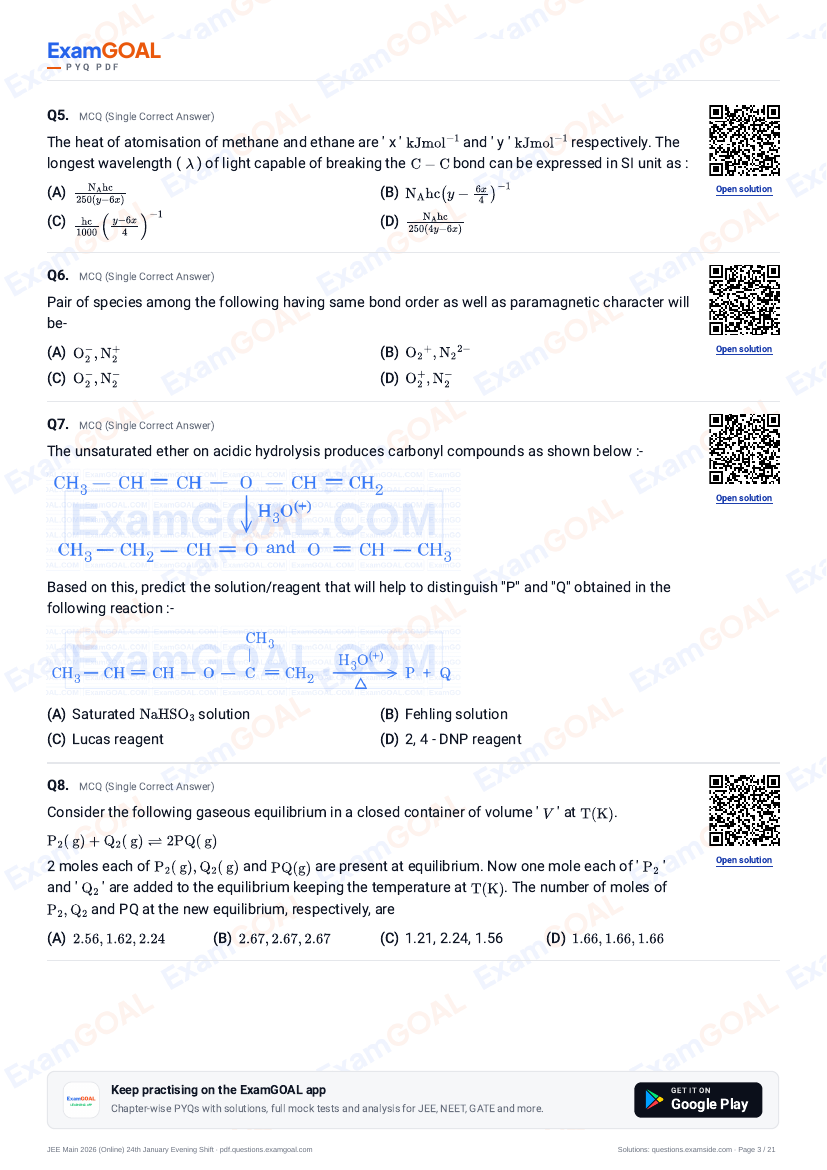 ExamGOAL
PYQ PDF
Q5. MCQ (Single Correct Answer)
The heat of atomisation of methane and ethane are ' x ' kJmol⁻¹ and ' y ' kJmol⁻¹ respectively. The
longest wavelength ( λ ) of light capable of breaking the C − C bond can be expressed in SI unit as :
(A) N_A hc / 250(y−6x)
(B) N_A hc (y − 6x/4)⁻¹
(C) hc/1000 ((y−6x)/4)⁻¹
(D) N_A hc / 250(4y−6x)
Open solution
Q6. MCQ (Single Correct Answer)
Pair of species among the following having same bond order as well as paramagnetic character will
be-
(A) O₂⁻, N₂⁺
(B) O₂⁺, N₂²⁻
(C) O₂⁻, N₂⁻
(D) O₂⁺, N₂⁻
Open solution
Q7. MCQ (Single Correct Answer)
The unsaturated ether on acidic hydrolysis produces carbonyl compounds as shown below :-
CH₃ — CH = CH — O — CH = CH₂
H₃O⁽⁺⁾
CH₃ — CH₂ — CH = O and O = CH — CH₃
Open solution
Based on this, predict the solution/reagent that will help to distinguish "P" and "Q" obtained in the
following reaction :-
CH₃
CH₃ — CH = CH — O — C = CH₂ H₃O⁽⁺⁾ → △ P + Q
(A) Saturated NaHSO₃ solution
(B) Fehling solution
(C) Lucas reagent
(D) 2, 4 - DNP reagent
Q8. MCQ (Single Correct Answer)
Consider the following gaseous equilibrium in a closed container of volume ' V ' at T(K).
P₂( g) + Q₂( g) ⇌ 2PQ( g)
2 moles each of P₂( g), Q₂( g) and PQ(g) are present at equilibrium. Now one mole each of ' P₂ '
and ' Q₂ ' are added to the equilibrium keeping the temperature at T(K). The number of moles of
P₂, Q₂ and PQ at the new equilibrium, respectively, are
(A) 2.56, 1.62, 2.24
(B) 2.67, 2.67, 2.67
(C) 1.21, 2.24, 1.56
(D) 1.66, 1.66, 1.66
Open solution
ExamGOAL
Keep practising on the ExamGOAL app
Chapter-wise PYQs with solutions, full mock tests and analysis for JEE, NEET, GATE and more.
GET IT ON
Google Play
JEE Main 2026 (Online) 24th January Evening Shift · pdf.questions.examgoal.com
Solutions: questions.examside.com · Page 3 / 21